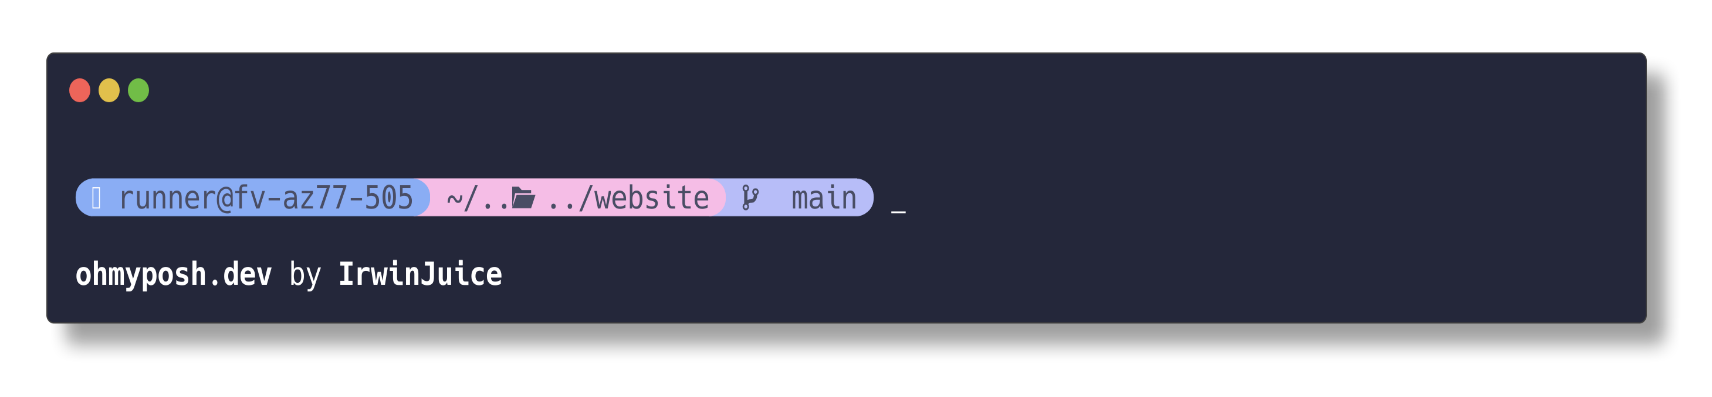 runner@fv-az77-505 ~/.. ../website main _
ohmyposh.dev by IrwinJuice